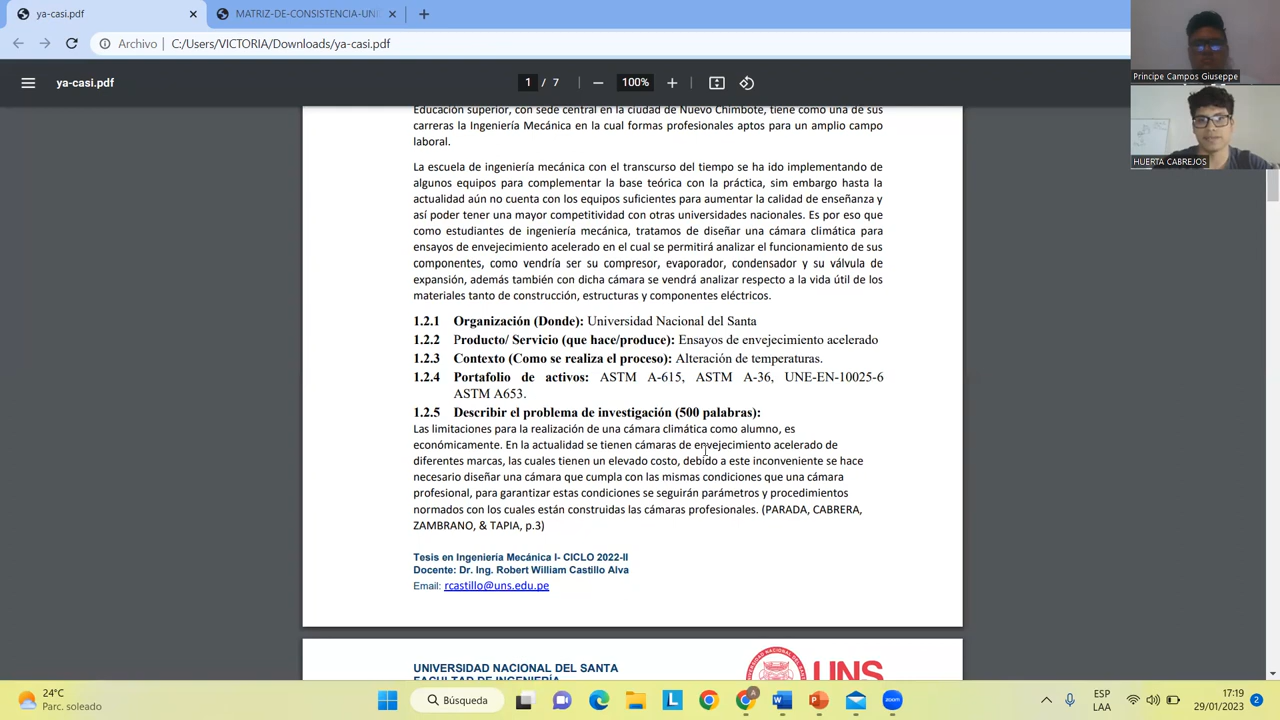 ya-casi.pdf
MATRIZ-DE-CONSISTENCIA-UN
Archivo
C:/Users/VICTORIA/Downloads/ya-casi.pdf
Principe Campos Giuseppe
HUERTA CABREJOS
ya-casi.pdf
1 / 7
100%
Educación superior, con sede central en la ciudad de Nuevo Chimbote, tiene como una de sus
carreras la Ingeniería Mecánica en la cual formas profesionales aptos para un amplio campo
laboral.
La escuela de ingeniería mecánica con el transcurso del tiempo se ha ido implementando de
algunos equipos para complementar la base teórica con la práctica, sim embargo hasta la
actualidad aún no cuenta con los equipos suficientes para aumentar la calidad de enseñanza y
así poder tener una mayor competitividad con otras universidades nacionales. Es por eso que
como estudiantes de ingeniería mecánica, tratamos de diseñar una cámara climática para
ensayos de envejecimiento acelerado en el cual se permitirá analizar el funcionamiento de sus
componentes, como vendría ser su compresor, evaporador, condensador y su válvula de
expansión, además también con dicha cámara se vendrá analizar respecto a la vida útil de los
materiales tanto de construcción, estructuras y componentes eléctricos.
1.2.1 Organización (Donde): Universidad Nacional del Santa
1.2.2 Producto/ Servicio (que hace/produce): Ensayos de envejecimiento acelerado
1.2.3 Contexto (Como se realiza el proceso): Alteración de temperaturas.
1.2.4 Portafolio de activos: ASTM A-615, ASTM A-36, UNE-EN-10025-6
ASTM A653.
1.2.5 Describir el problema de investigación (500 palabras):
Las limitaciones para la realización de una cámara climática como alumno, es
económicamente. En la actualidad se tienen cámaras de envejecimiento acelerado de
diferentes marcas, las cuales tienen un elevado costo, debido a este inconveniente se hace
necesario diseñar una cámara que cumpla con las mismas condiciones que una cámara
profesional, para garantizar estas condiciones se seguirán parámetros y procedimientos
normados con los cuales están construidas las cámaras profesionales. (PARADA, CABRERA,
ZAMBRANO, & TAPIA, p.3)
Tesis en Ingeniería Mecánica I- CICLO 2022-II
Docente: Dr. Ing. Robert William Castillo Alva
Email: rcastillo@uns.edu.pe
UNIVERSIDAD NACIONAL DEL SANTA
FACULTAD DE INGENIERÍA
UNS
24°C
Parc. soleado
Búsqueda
ESP
LAA
17:19
29/01/2023
2